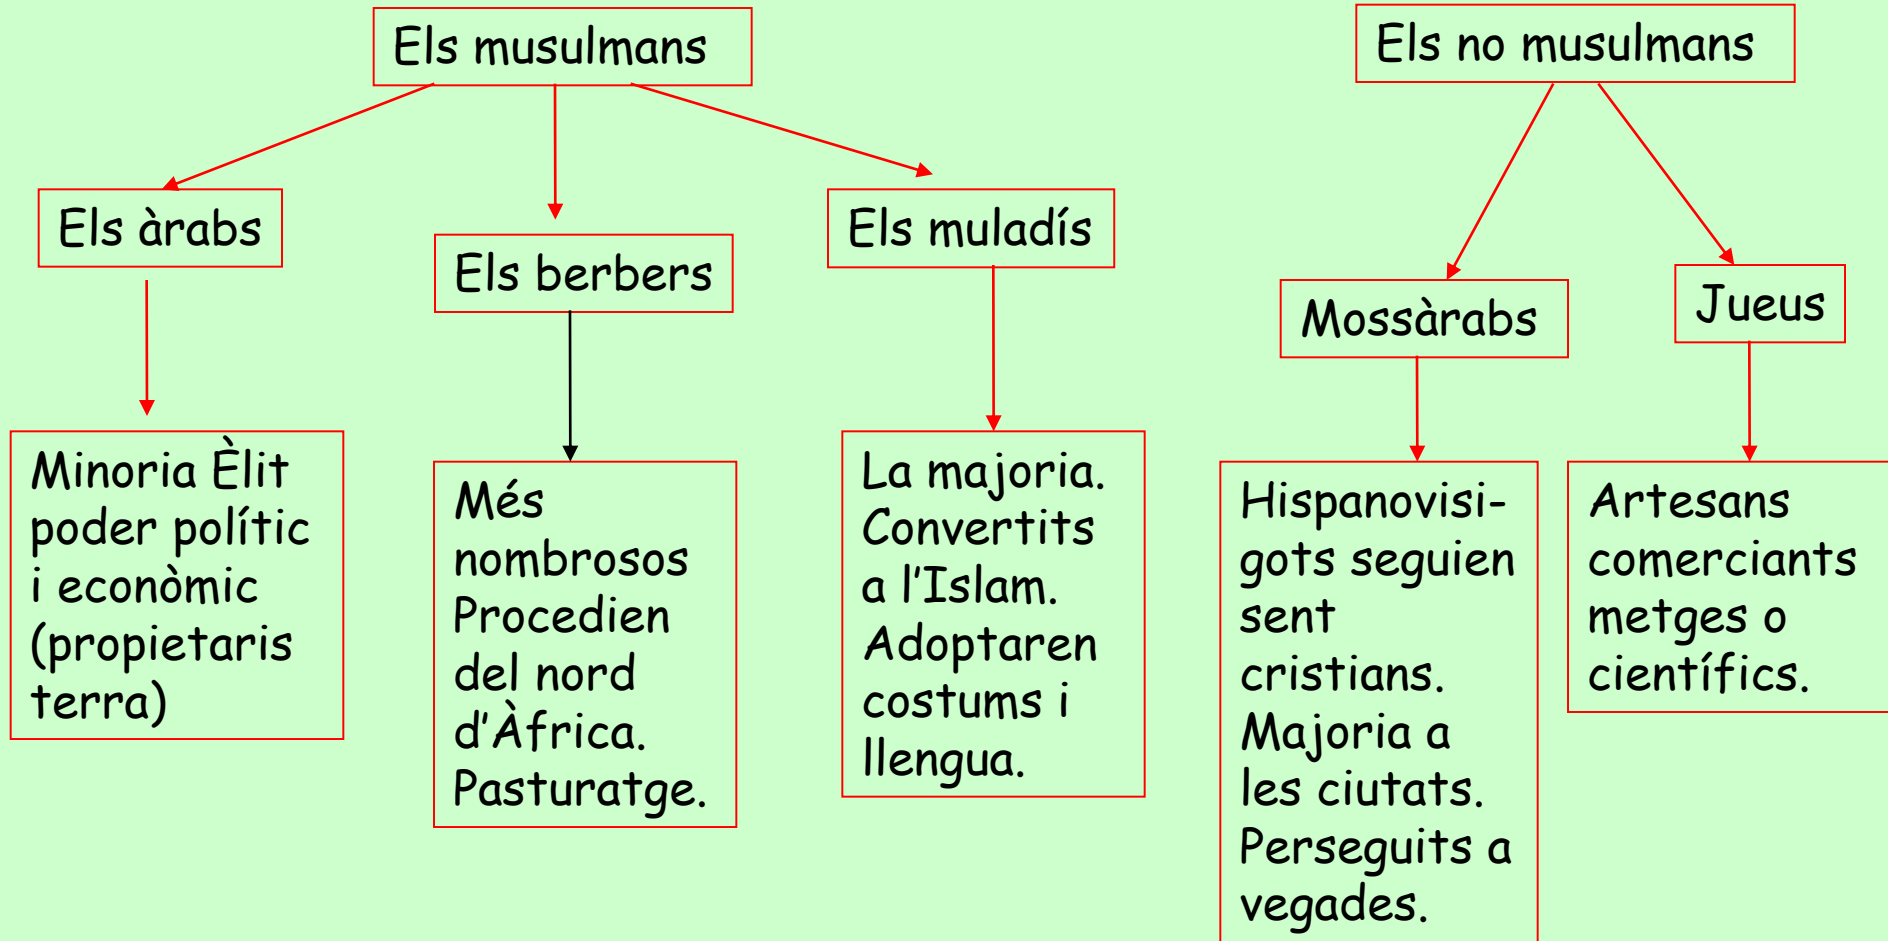 Els musulmans
Els no musulmans
Els àrabs
Els berbers
Els muladís
Mossàrabs
Jueus
Minoria Èlit
poder polític
i econòmic
(propietaris
terra)
Més
nombrosos
Procedien
del nord
d'Àfrica.
Pasturatge.
La majoria.
Convertits
a l'Islam.
Adoptaren
costums i
llengua.
Hispanovisi-
gots seguien
sent
cristians.
Majoria a
les ciutats.
Perseguits a
vegades.
Artesans
comerciants
metges o
científics.